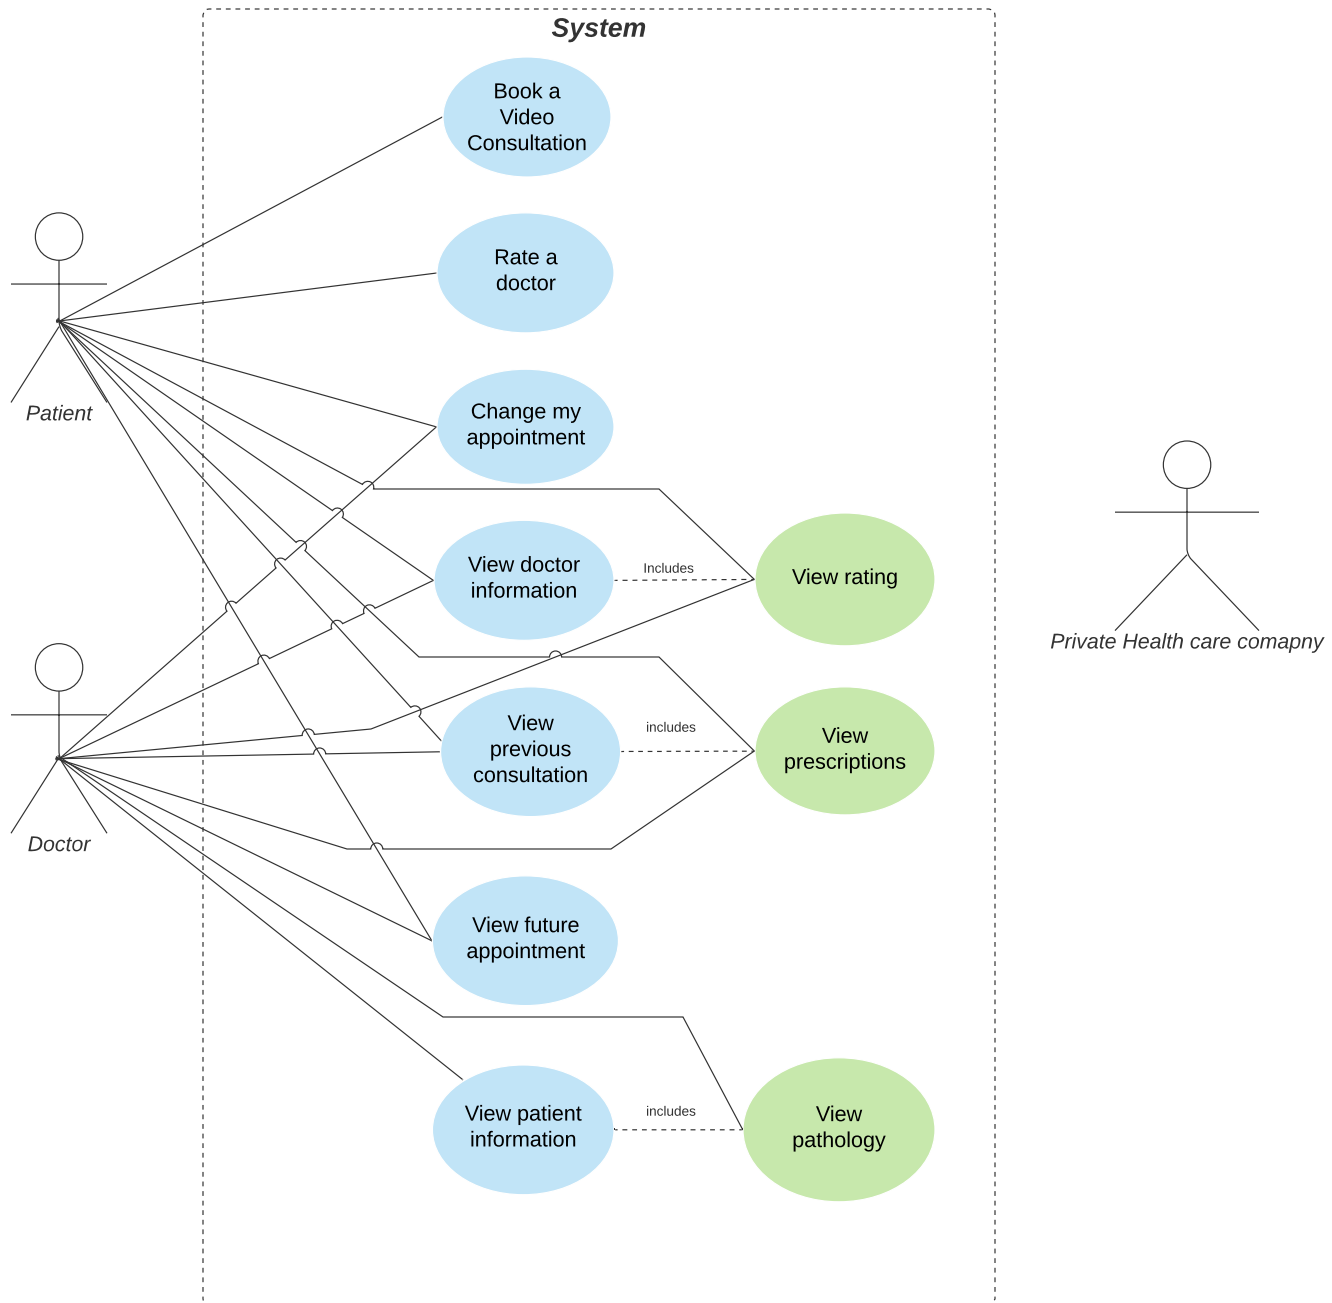 System
Book a
Video
Consultation
Rate a
doctor
Patient
Change my
appointment
View doctor
information
Includes
View rating
Private Health care comapny
View
previous
consultation
includes
View
prescriptions
Doctor
View future
appointment
View patient
information
includes
View
pathology